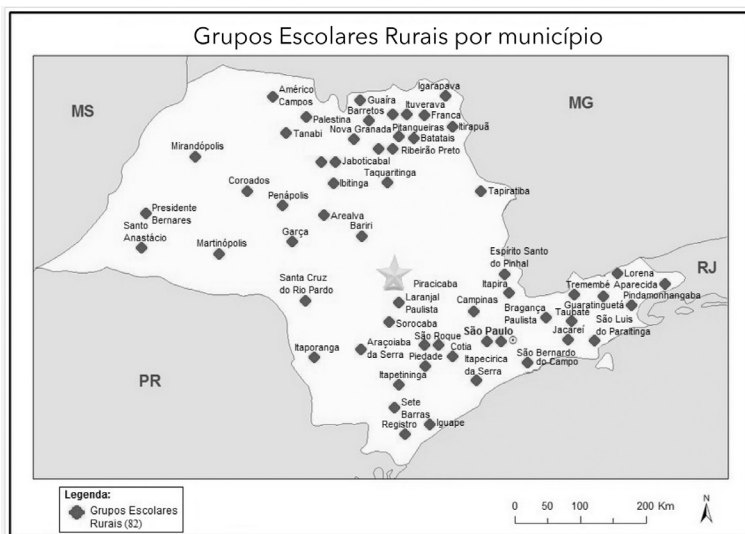 Grupos Escolares Rurais por município
MS
MG
RJ
PR
Américo
Campos
Palestina
Tanabi
Guaíra
Barretos
Nova Granada
Igarapava
Ituverava
Franca
Pitangueiras
Itirapuã
Batatais
Ribeirão Preto
Mirandópolis
Jaboticabal
Ibitinga
Taquaritinga
Tapiratiba
Coroados
Penápolis
Presidente
Bernares
Santo
Anastácio
Martinópolis
Garça
Arealva
Bariri
Santa Cruz
do Rio Pardo
Piracicaba
Laranjal
Paulista
Sorocaba
Espírito Santo
do Pinhal
Itapira
Campinas
Bragança
Paulista
São Paulo
Lorena
Tremembé
Aparecida
Guaratinguetá
Pindamonhangaba
Taubate
São Luis
do Paratinga
Jacareí
São Bernardo
do Campo
Itaporanga
Araçoiaba
da Serra
São Roque
Piedade
Cotia
Itapecirica
da Serra
Itapetininga
Sete
Barras
Registro
Iguape
Legenda:
Grupos Escolares
Rurais (82)
0 50 100 200 Km
N